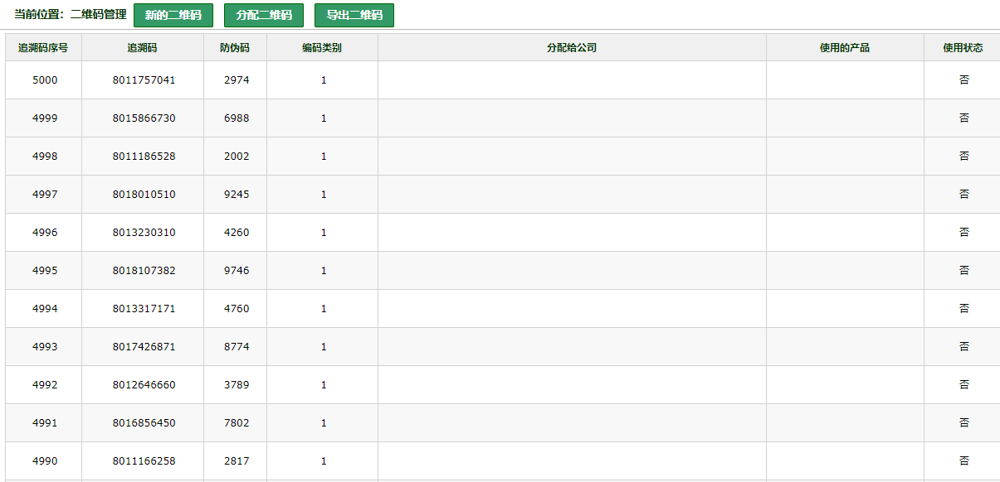 当前位置：二维码管理 新的二维码 分配二维码 导出二维码
追溯码序号 追溯码 防伪码 编码类别 分配给公司 使用的产品 使用状态
5000 8011757041 2974 1 否
4999 8015866730 6988 1 否
4998 8011186528 2002 1 否
4997 8018010510 9245 1 否
4996 8013230310 4260 1 否
4995 8018107382 9746 1 否
4994 8013317171 4760 1 否
4993 8017426871 8774 1 否
4992 8012646660 3789 1 否
4991 8016856450 7802 1 否
4990 8011166258 2817 1 否